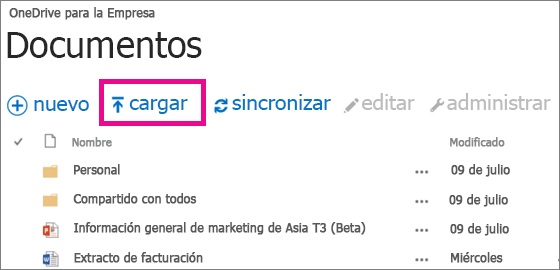 OneDrive para la Empresa
Documentos
nuevo cargar sincronizar editar administrar
Nombre Modificado
Personal ... 09 de julio
Compartido con todos ... 09 de julio
Información general de marketing de Asia T3 (Beta) ... 09 de julio
Extracto de facturación ... Miércoles